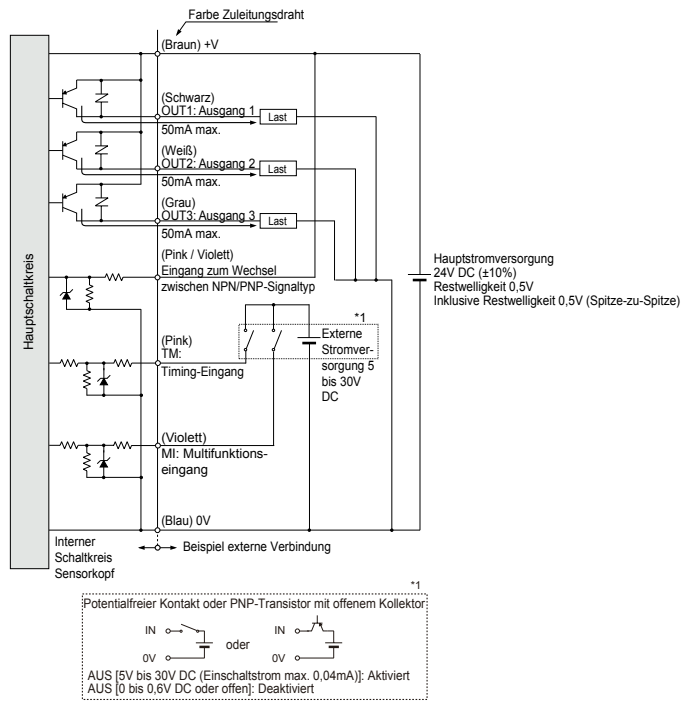 Farbe Zuleitungsdraht
(Braun) +V
(Schwarz)
OUT1: Ausgang 1
Last
50mA max.
(Weiß)
OUT2: Ausgang 2
Last
50mA max.
(Grau)
OUT3: Ausgang 3
Last
50mA max.
(Pink / Violett)
Eingang zum Wechsel
zwischen NPN/PNP-Signaltyp
Hauptschaltkreis
Hauptstromversorgung
24V DC (±10%)
Restwelligkeit 0,5V
Inklusive Restwelligkeit 0,5V (Spitze-zu-Spitze)
*1
(Pink)
TM:
Timing-Eingang
Externe
Stromver-
sorgung 5
bis 30V
DC
(Violett)
MI: Multifunktions-
eingang
(Blau) 0V
Interner
Schaltkreis
Sensorkopf
Beispiel externe Verbindung
*1
Potentialfreier Kontakt oder PNP-Transistor mit offenem Kollektor
IN
oder
IN
0V
0V
AUS [5V bis 30V DC (Einschaltstrom max. 0,04mA)]: Aktiviert
AUS [0 bis 0,6V DC oder offen]: Deaktiviert